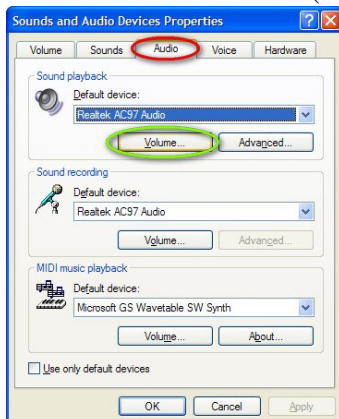 Sounds and Audio Devices Properties
Volume Sounds Audio Voice Hardware
Sound playback
Default device:
Realtek AC97 Audio
Volume... Advanced...
Sound recording
Default device:
Realtek AC97 Audio
Volume... Advanced...
MIDI music playback
Default device:
Microsoft GS Wavetable SW Synth
Volume... About...
Use only default devices
OK Cancel Apply